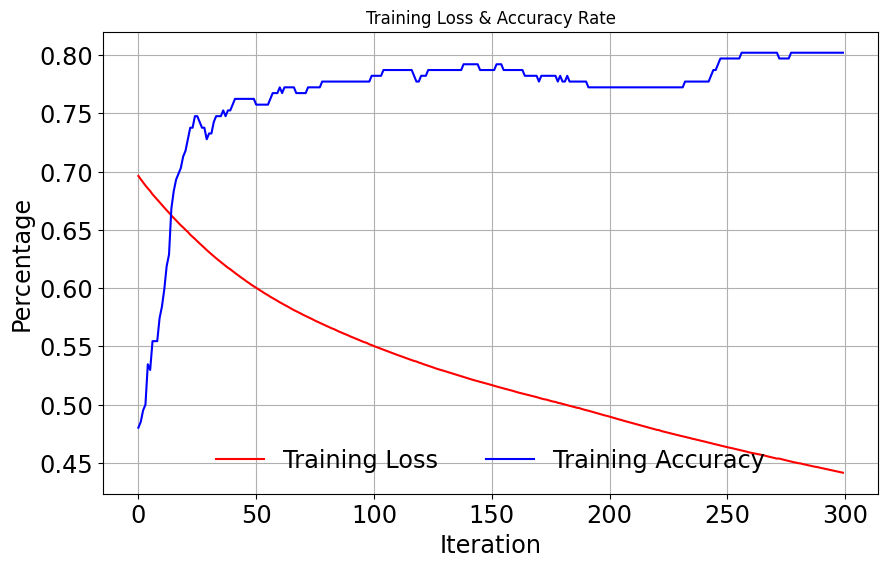 Training Loss & Accuracy Rate
0.80
0.75
0.70
0.65
0.60
0.55
0.50
0.45
Percentage
Training Loss Training Accuracy
0 50 100 150 200 250 300
Iteration